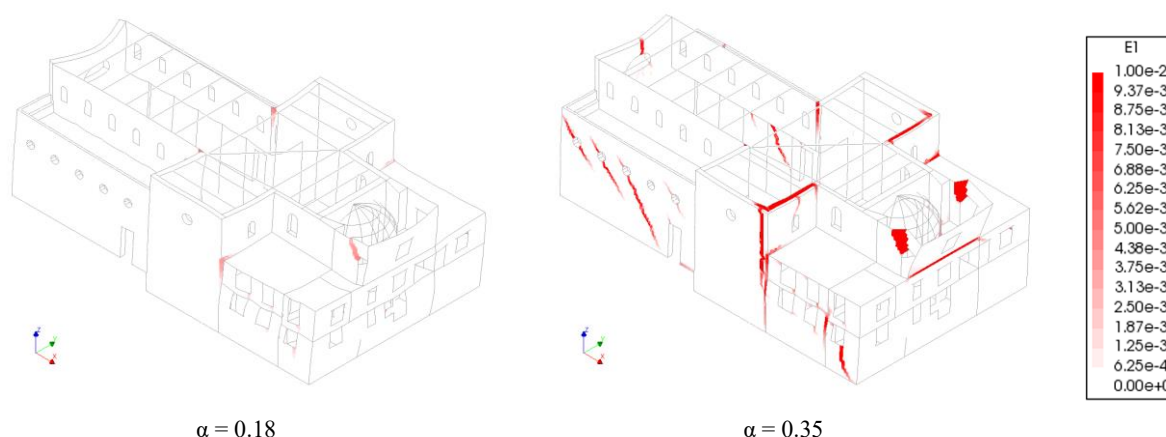 E1
1.00e-2
9.37e-3
8.75e-3
8.13e-3
7.50e-3
6.88e-3
6.25e-3
5.62e-3
5.00e-3
4.38e-3
3.75e-3
3.13e-3
2.50e-3
1.87e-3
1.25e-3
6.25e-4
0.00e+0
z
y
x
z
y
x
α = 0.18
α = 0.35